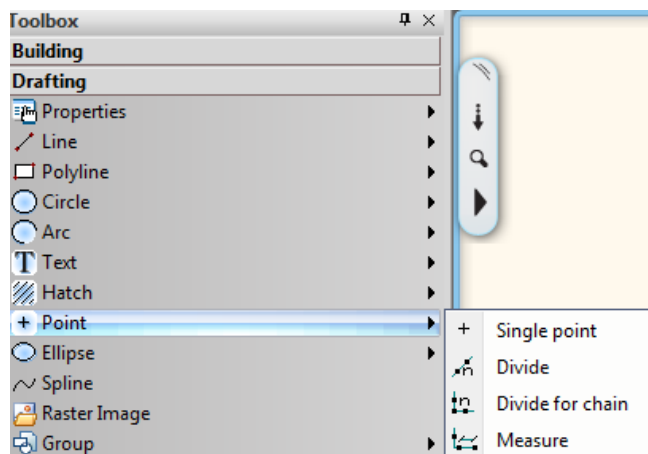 Toolbox
Building
Drafting
Properties
Line
Polyline
Circle
Arc
T Text
Hatch
Point
Ellipse
Spline
Raster Image
Group
Single point
Divide
n Divide for chain
Measure